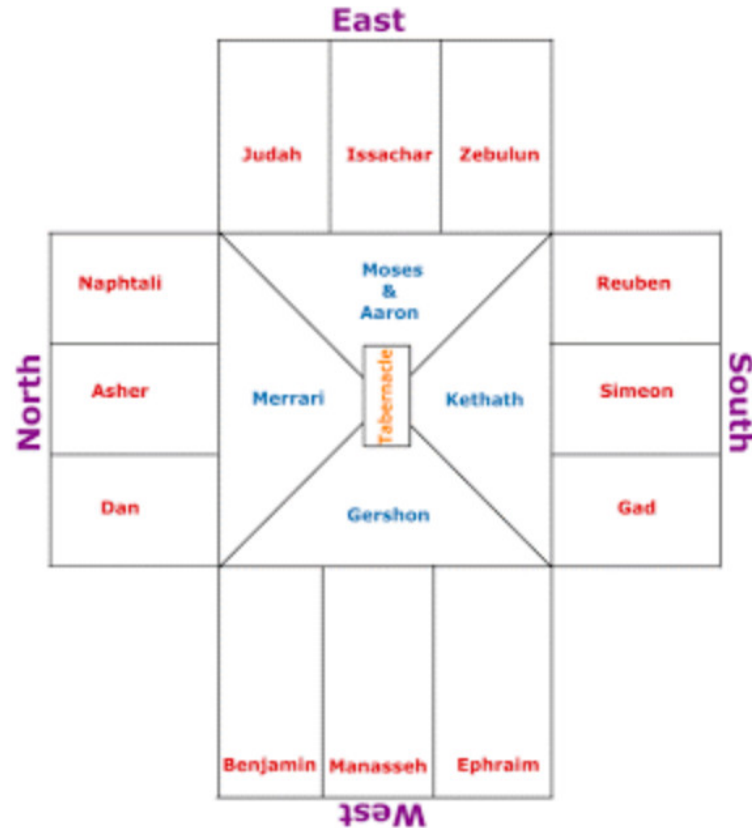 East
Judah
Issachar
Zebulun
Naphtali
Moses
&
Aaron
Reuben
North
Asher
Merrari
Tabernacle
Kethath
Simeon
South
Dan
Gershon
Gad
Benjamin
Manasseh
Ephraim
West